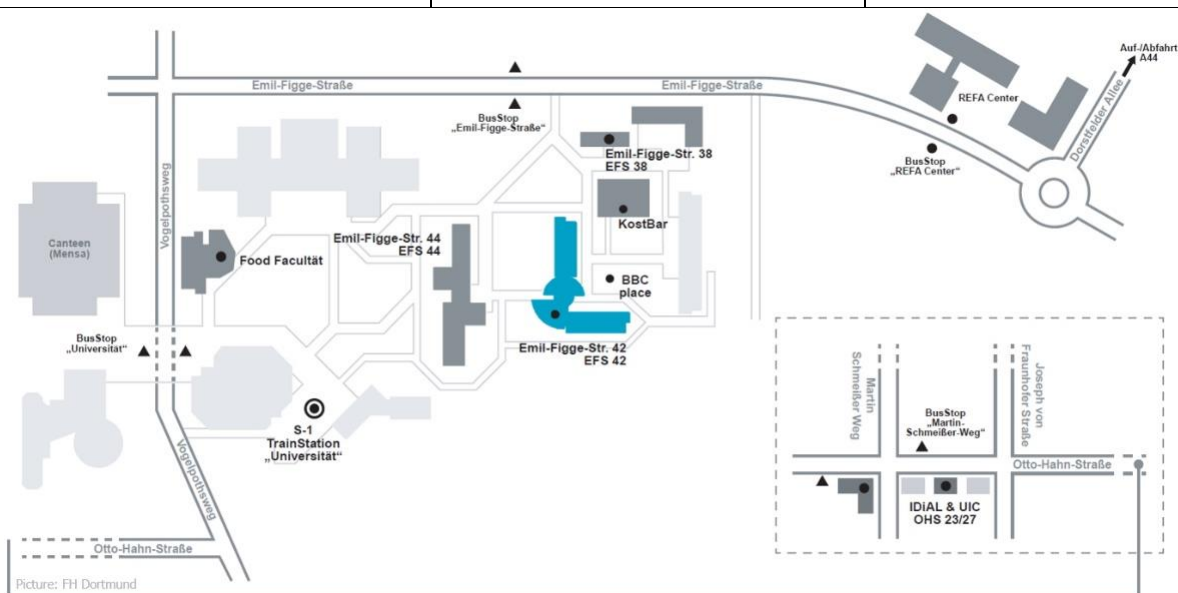 Auf-/Abfahrt
A44
Emil-Figge-Straße
Emil-Figge-Straße
BusStop
„Emil-Figge-Straße"
REFA Center
Dorstfelder Allee
BusStop
„REFA Center"
Emil-Figge-Str. 38
EFS 38
Vogelpothsweg
KostBar
Canteen
(Mensa)
Emil-Figge-Str. 44
EFS 44
Food Facultät
BBC
place
BusStop
„Universität"
Emil-Figge-Str. 42
EFS 42
S-1
TrainStation
„Universität"
Vogelpothsweg
Otto-Hahn-Straße
Martin
Schmeißer Weg
Joseph von
Fraunhofer Straße
BusStop
„Martin-
Schmeißer-Weg"
Otto-Hahn-Straße
IDiAL & UIC
OHS 23/27
Picture: FH Dortmund